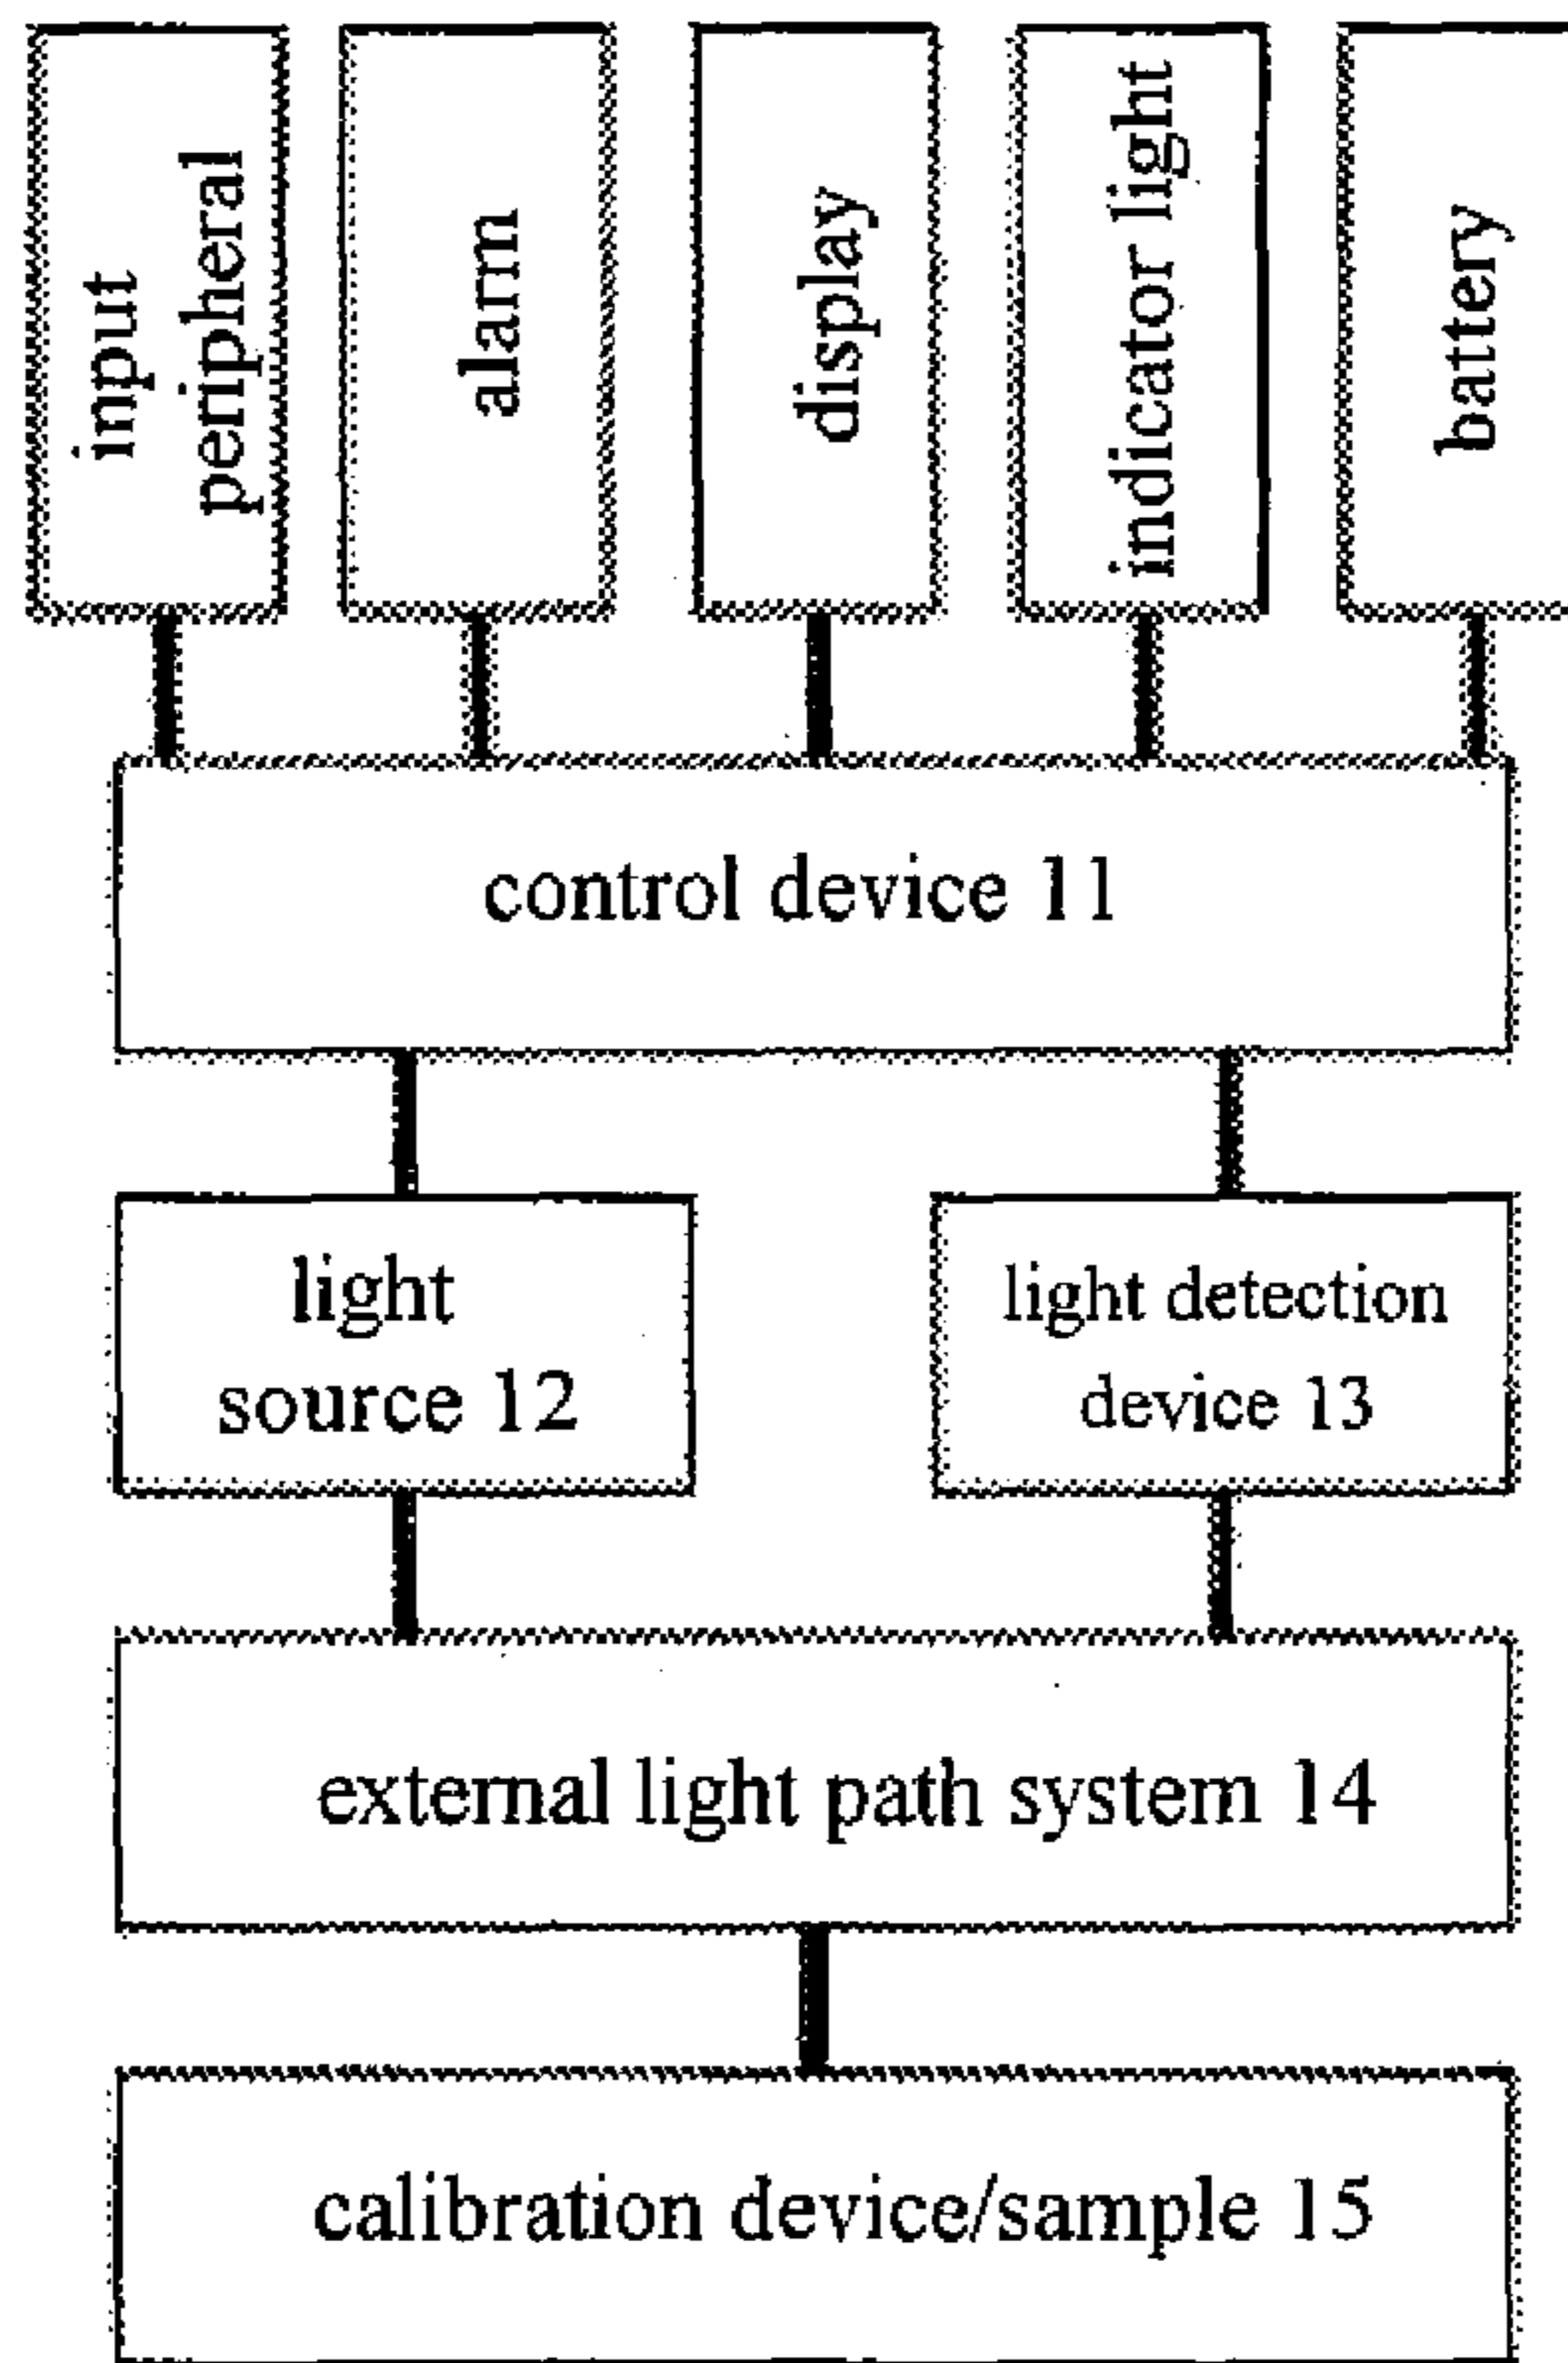 input
peripheral
alarm
display
indicator light
battery
control device 11
light
source 12
light detection
device 13
external light path system 14
calibration device/sample 15